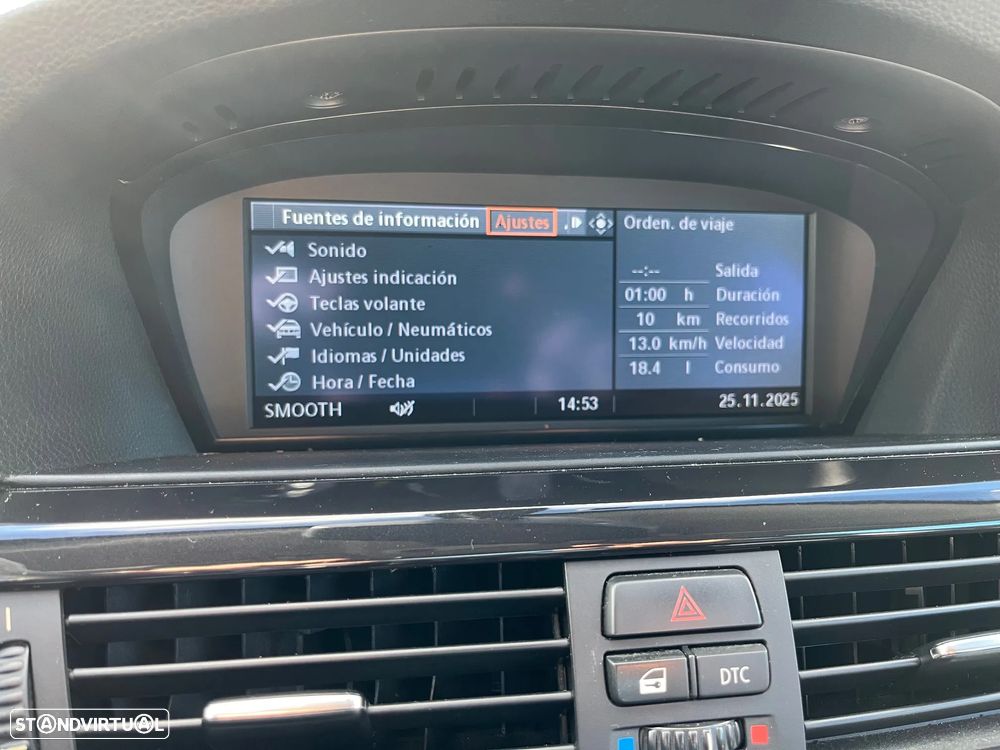 Fuentes de información Ajustes
Sonido
Ajustes indicación
Teclas volante
Vehículo / Neumáticos
Idiomas / Unidades
Hora / Fecha
SMOOTH 14:53
Orden. de viaje
--:-- Salida
01:00 h Duración
10 km Recorridos
13.0 km/h Velocidad
18.4 l Consumo
25.11.2025
DTC
STANDVIRTUAL